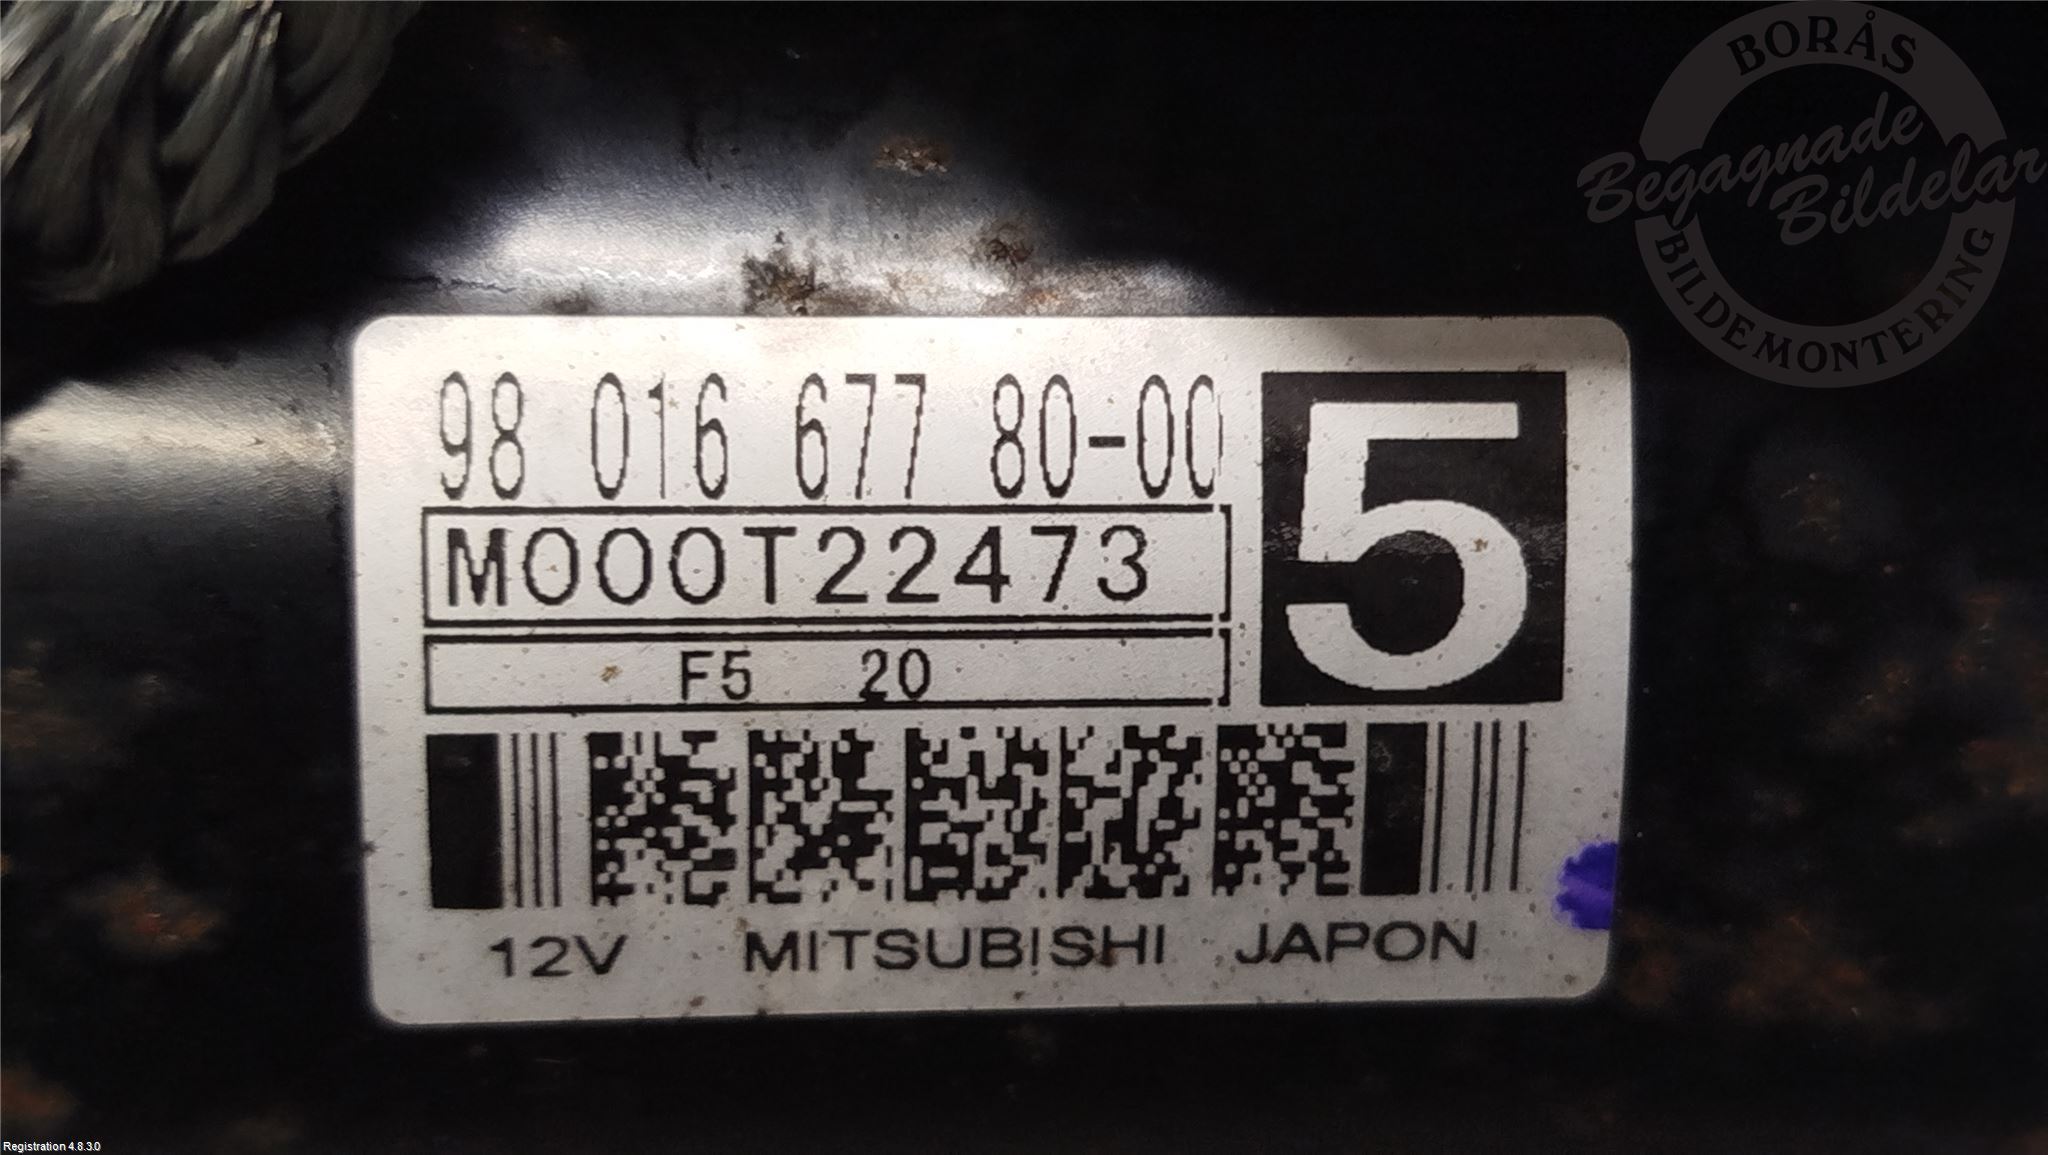 BORÅS
Begagnade
Bildelar
BILDEMONTERING
98 016 677 80-00
5
M000T22473
F5 20
12V MITSUBISHI JAPON
Registration 4.8.3.0